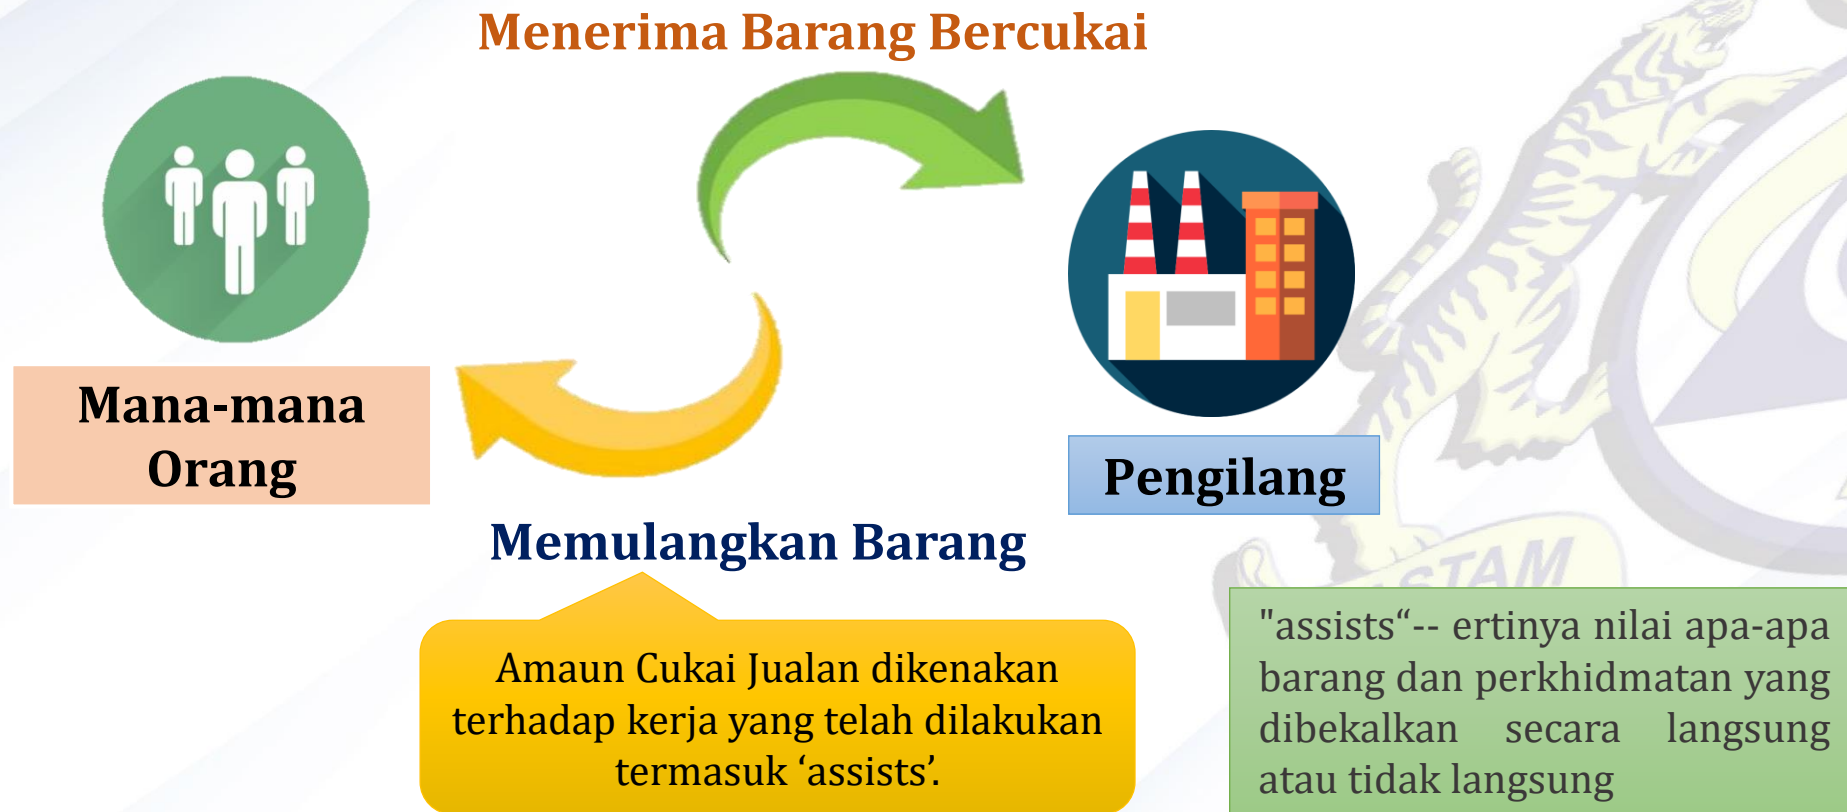 Menerima Barang Bercukai
Mana-mana
Orang
Pengilang
Memulangkan Barang
Amaun Cukai Jualan dikenakan
terhadap kerja yang telah dilakukan
termasuk ‘assists’.
"assists“-- ertinya nilai apa-apa
barang dan perkhidmatan yang
dibekalkan secara langsung
atau tidak langsung